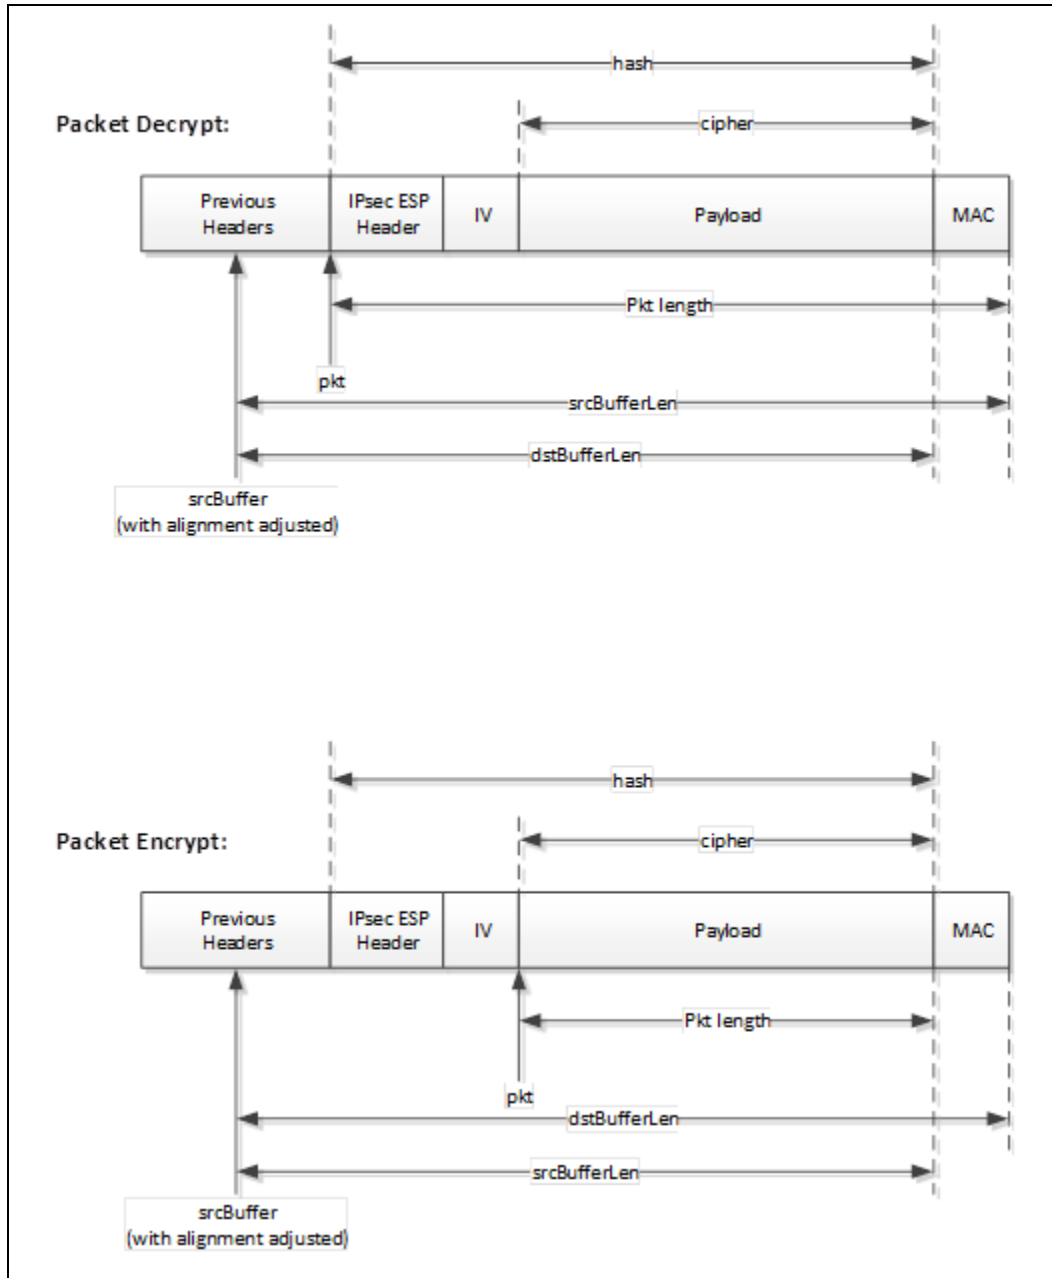 hash
Packet Decrypt:
cipher
Previous
Headers
IPsec ESP
Header
IV
Payload
MAC
Pkt length
pkt
srcBufferLen
dstBufferLen
srcBuffer
(with alignment adjusted)
hash
Packet Encrypt:
cipher
Previous
Headers
IPsec ESP
Header
IV
Payload
MAC
Pkt length
pkt
dstBufferLen
srcBufferLen
srcBuffer
(with alignment adjusted)